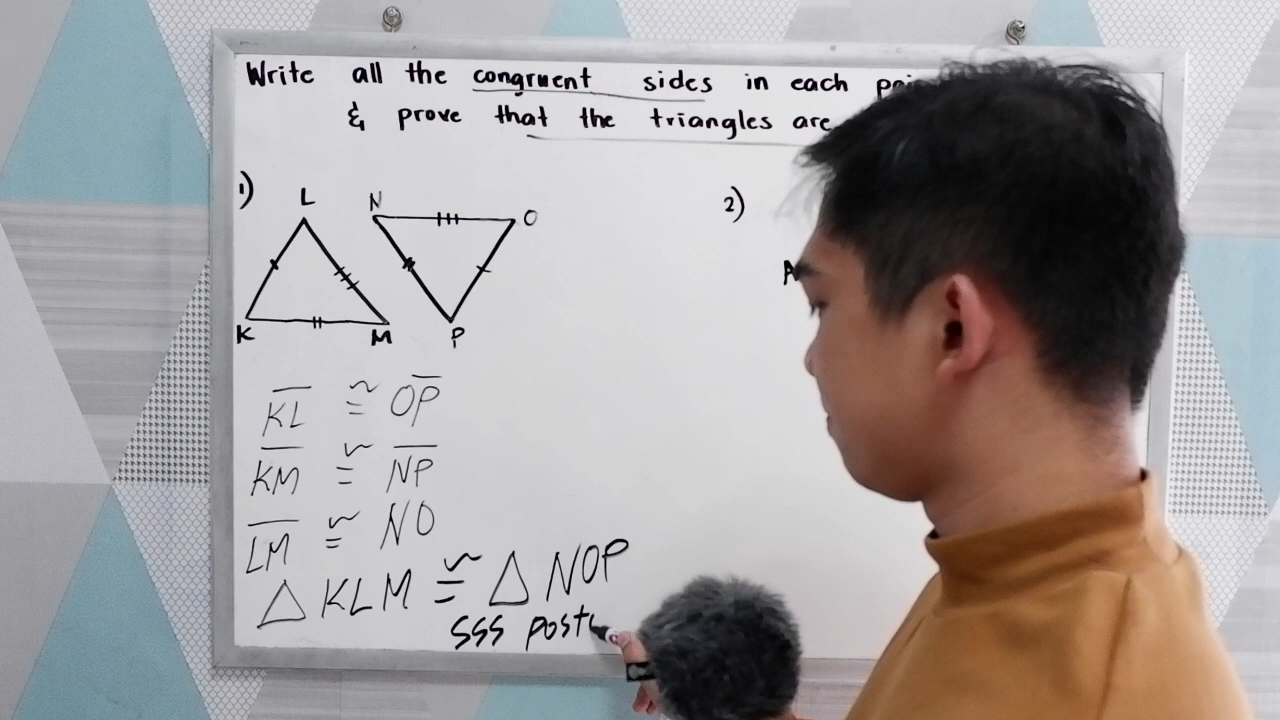 Write all the congruent sides in each
& prove that the triangles are
1)
L
N
O
2)
A
K
M
P
KL ≅ OP
KM ≅ NP
LM ≅ NO
△ KLM ≅ △ NOP
SSS post